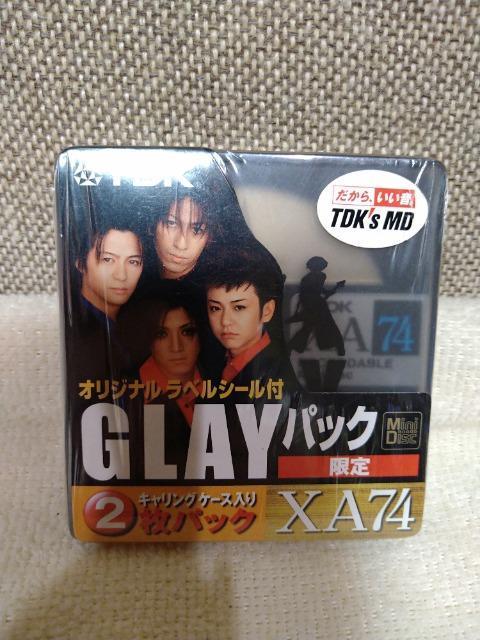 TDK
だから、いい音。
TDK's MD
TDK
XA 74
オリジナル・ラベルシール付
GLAYパック
Mini
Disc
限定
2
キャリングケース入り
枚パック
XA74